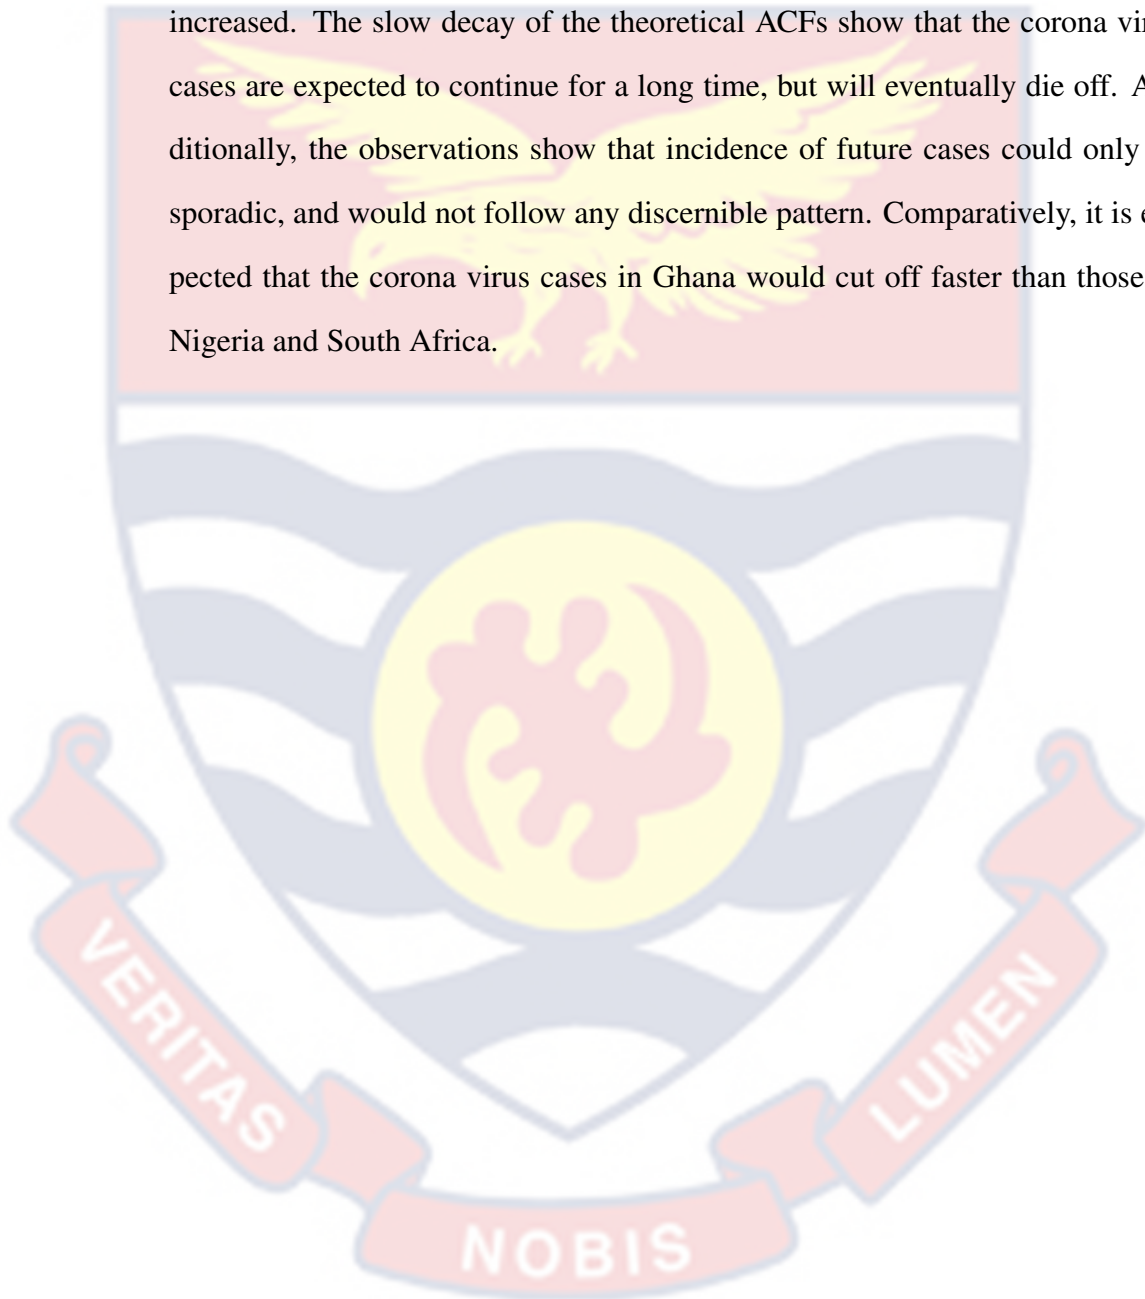 increased. The slow decay of the theoretical ACFs show that the corona vir
cases are expected to continue for a long time, but will eventually die off. A
ditionally, the observations show that incidence of future cases could only
sporadic, and would not follow any discernible pattern. Comparatively, it is e
pected that the corona virus cases in Ghana would cut off faster than those
Nigeria and South Africa.
VERITAS
NOBIS
LUMEN